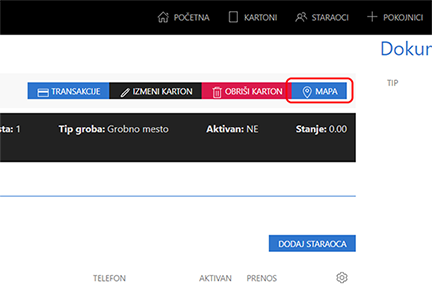 POČETNA KARTONI STARAOCI POKOJNICI
Dokum
TIP
TRANSAKCIJE IZMENI KARTON OBRIŠI KARTON MAPA
sta: 1 Tip groba: Grobno mesto Aktivan: NE Stanje: 0.00
DODAJ STARAOCA
TELEFON AKTIVAN PRENOS